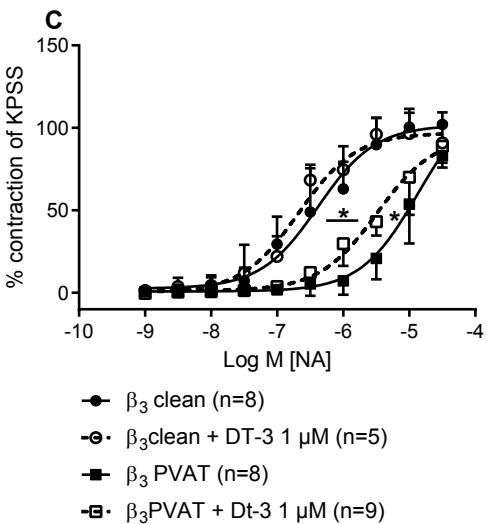 C
% contraction of KPSS
150
100
50
0
-10 -9 -8 -7 -6 -5 -4
* *
Log M [NA]
β₃ clean (n=8)
β₃clean + DT-3 1 µM (n=5)
β₃ PVAT (n=8)
β₃PVAT + Dt-3 1 µM (n=9)